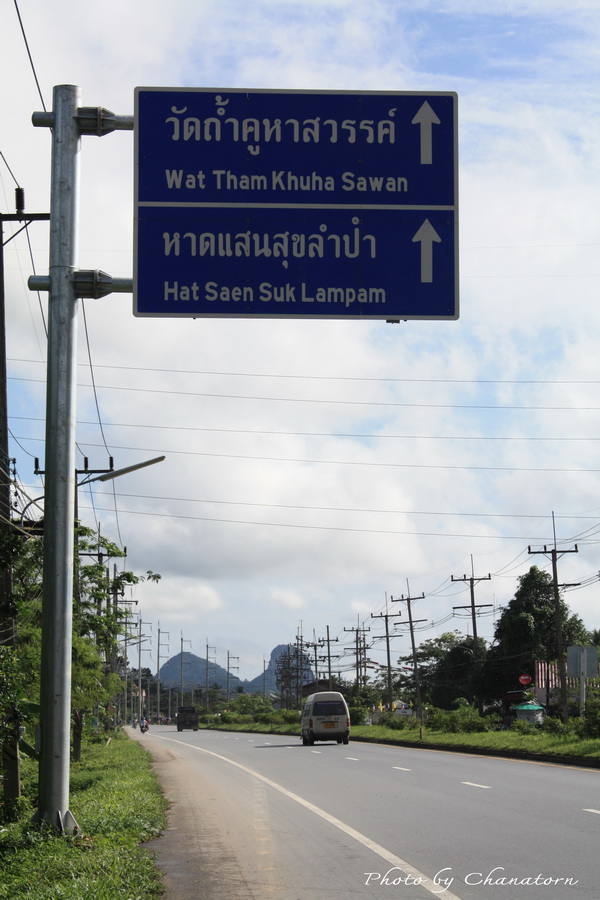 วัดถ้ำคูหาสวรรค์
Wat Tham Khuha Sawan
หาดแสนสุขลำปำ
Hat Saen Suk Lampam
Photo by Chanatorn